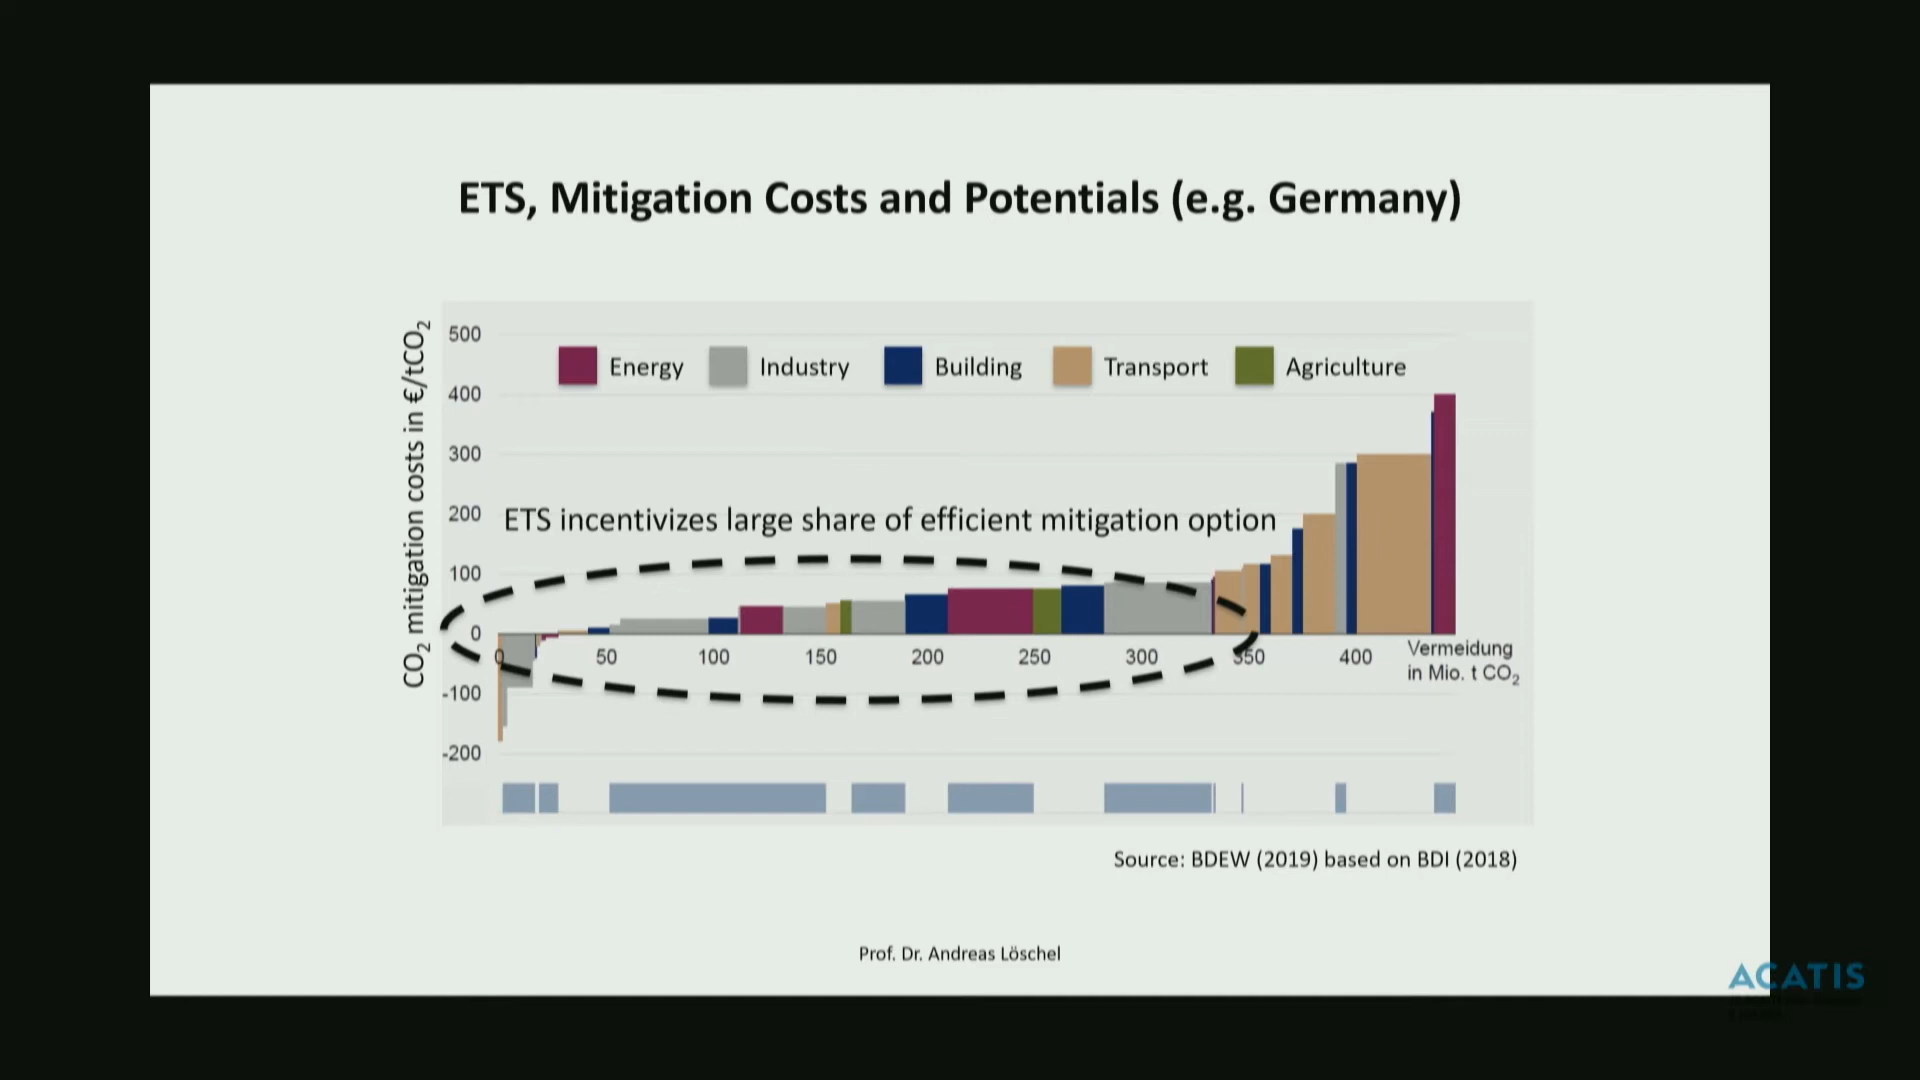 ETS, Mitigation Costs and Potentials (e.g. Germany)
CO2 mitigation costs in €/tCO2
500
Energy
Industry
Building
Transport
Agriculture
400
300
200
ETS incentivizes large share of efficient mitigation option
100
0
0
50
100
150
200
250
300
350
400
Vermeidung
in Mio. t CO2
-100
-200
Source: BDEW (2019) based on BDI (2018)
Prof. Dr. Andreas Löschel
ACATIS